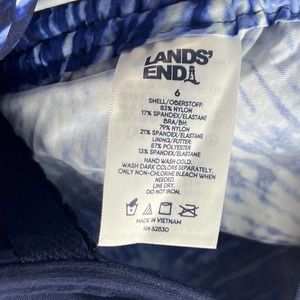 LANDS'
END
6
SHELL/OBERSTOFF:
83% NYLON
17% SPANDEX/ELASTANE
BRA/BH:
79% NYLON
21% SPANDEX/ELASTANE
LINING/FUTTER:
87% POLYESTER
13% SPANDEX/ELASTANE
HAND WASH COLD.
WASH DARK COLORS SEPARATELY.
ONLY NON-CHLORINE BLEACH WHEN
NEEDED.
LINE DRY.
DO NOT IRON.
MADE IN VIETNAM
RN 62830